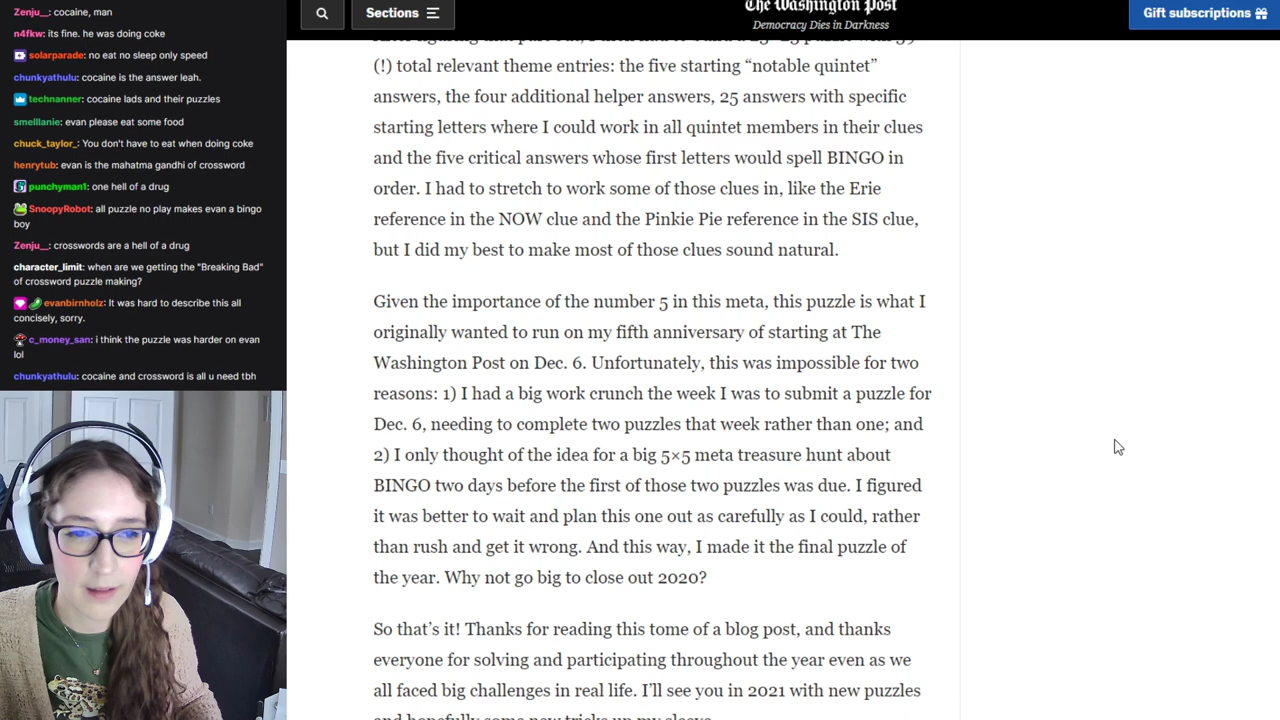 Zenju__: cocaine, man
n4fkw: its fine. he was doing coke
solarparade: no eat no sleep only speed
chunkyathulu: cocaine is the answer leah.
technanner: cocaine lads and their puzzles
smelllanie: evan please eat some food
chuck_taylor_: You don't have to eat when doing coke
henrytub: evan is the mahatma gandhi of crossword
punchyman1: one hell of a drug
SnoopyRobot: all puzzle no play makes evan a bingo
boy
Zenju__: crosswords are a hell of a drug
character_limit: when are we getting the "Breaking Bad"
of crossword puzzle making?
evanbirnholz: It was hard to describe this all
concisely, sorry.
c_money_san: i think the puzzle was harder on evan
lol
chunkyathulu: cocaine and crossword is all u need tbh
Sections
The Washington Post
Democracy Dies in Darkness
Gift subscriptions
(!) total relevant theme entries: the five starting “notable quintet”
answers, the four additional helper answers, 25 answers with specific
starting letters where I could work in all quintet members in their clues
and the five critical answers whose first letters would spell BINGO in
order. I had to stretch to work some of those clues in, like the Erie
reference in the NOW clue and the Pinkie Pie reference in the SIS clue,
but I did my best to make most of those clues sound natural.
Given the importance of the number 5 in this meta, this puzzle is what I
originally wanted to run on my fifth anniversary of starting at The
Washington Post on Dec. 6. Unfortunately, this was impossible for two
reasons: 1) I had a big work crunch the week I was to submit a puzzle for
Dec. 6, needing to complete two puzzles that week rather than one; and
2) I only thought of the idea for a big 5×5 meta treasure hunt about
BINGO two days before the first of those two puzzles was due. I figured
it was better to wait and plan this one out as carefully as I could, rather
than rush and get it wrong. And this way, I made it the final puzzle of
the year. Why not go big to close out 2020?
So that’s it! Thanks for reading this tome of a blog post, and thanks
everyone for solving and participating throughout the year even as we
all faced big challenges in real life. I’ll see you in 2021 with new puzzles
and hopefully some new tricks up my sleeve.